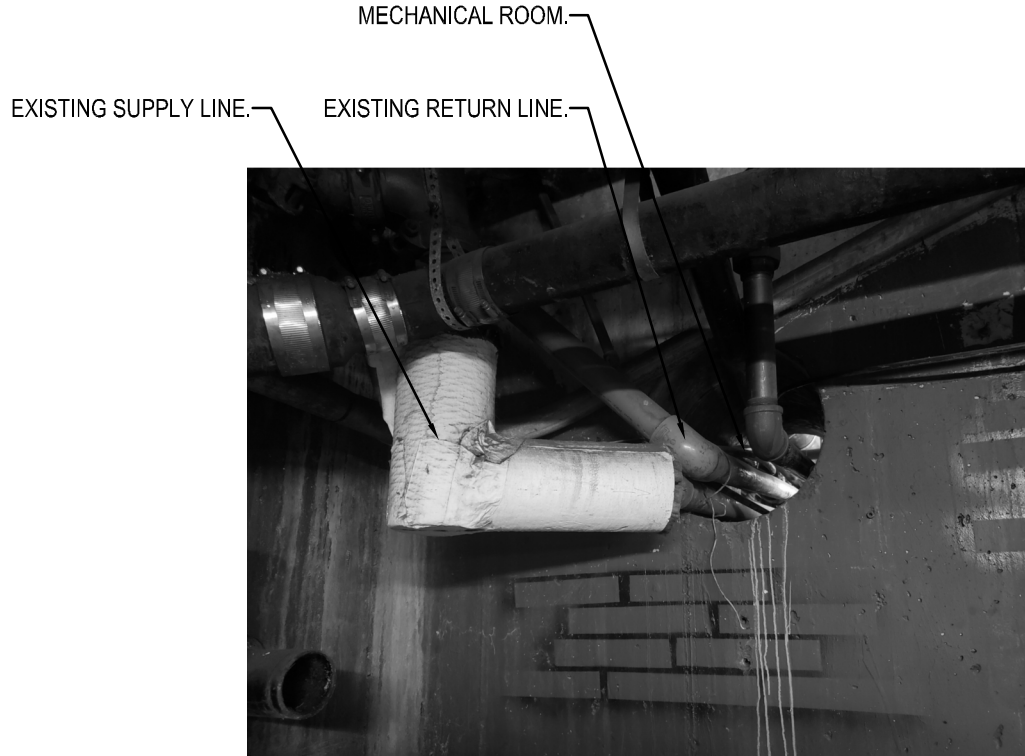 MECHANICAL ROOM.
EXISTING SUPPLY LINE.
EXISTING RETURN LINE.